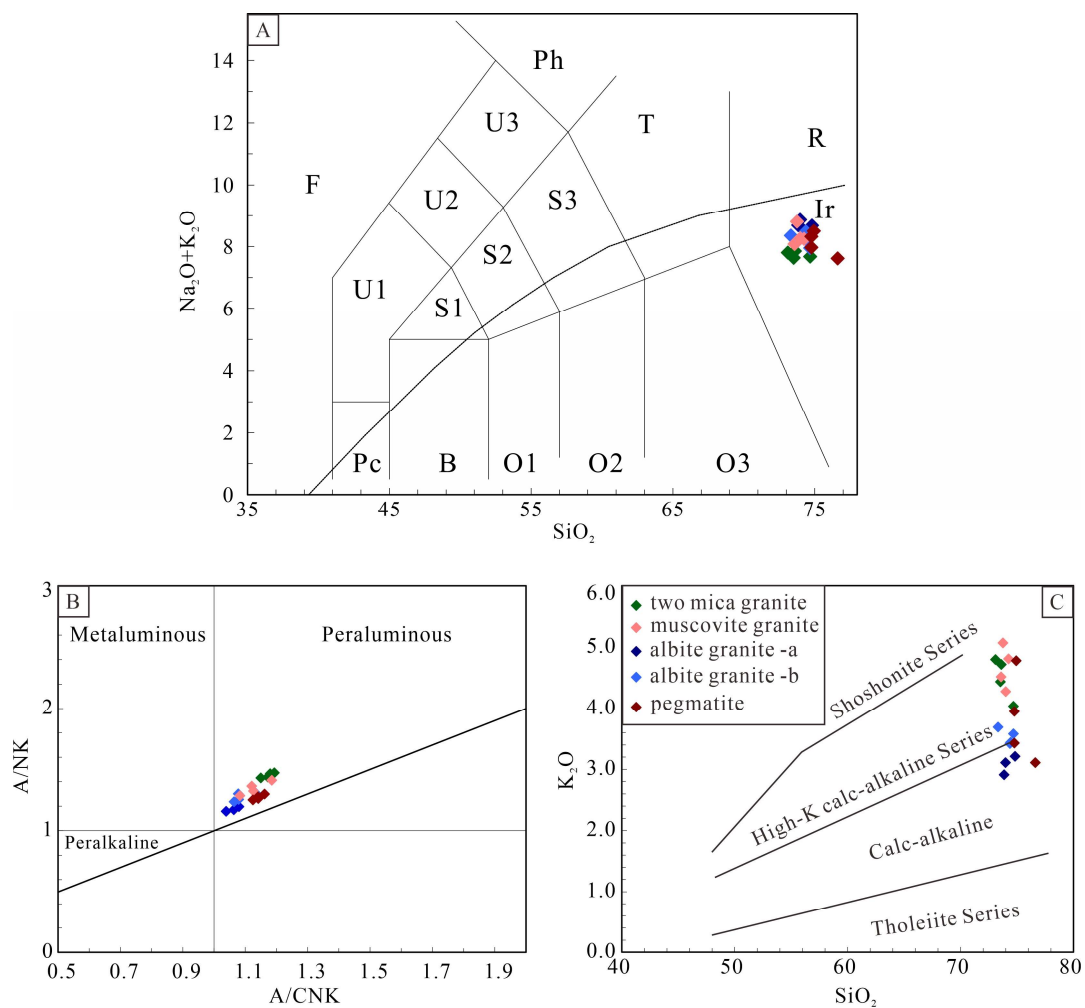 A
14
12
10
8
6
4
2
0
Na₂O+K₂O
Ph
U3
T
R
F
U2
S3
Ir
U1
S2
S1
Pc
B
O1
O2
O3
35
45
55
65
75
SiO₂
B
3
2
1
0
A/NK
Metaluminous
Peraluminous
Peralkaline
0.5
0.7
0.9
1.1
1.3
1.5
1.7
1.9
A/CNK
C
6.0
5.0
4.0
3.0
2.0
1.0
0.0
K₂O
two mica granite
muscovite granite
albite granite -a
albite granite -b
pegmatite
Shoshonite Series
High-K calc-alkaline Series
Calc-alkaline
Tholeiite Series
40
50
60
70
80
SiO₂